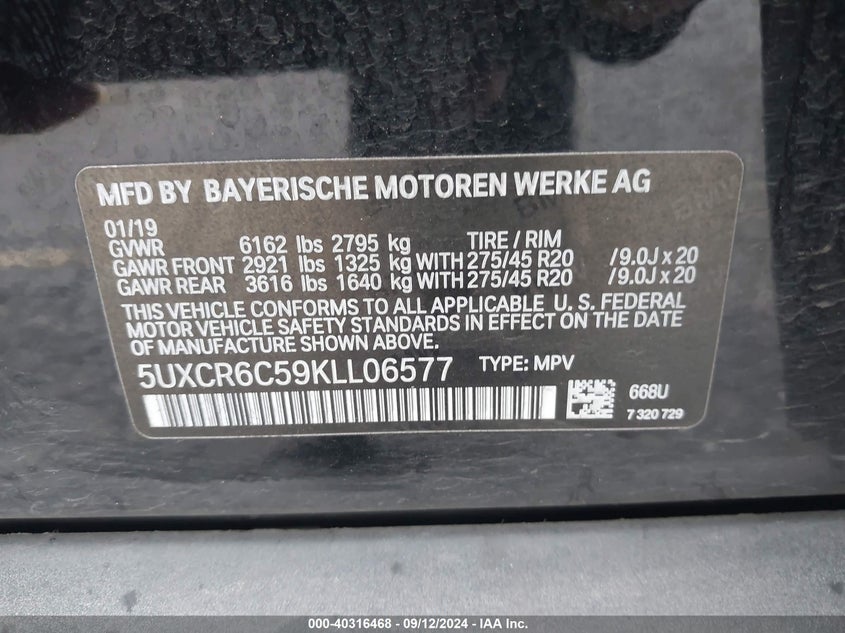 MFD BY BAYERISCHE MOTOREN WERKE AG
01/19
GVWR 6162 lbs 2795 kg TIRE / RIM
GAWR FRONT 2921 lbs 1325 kg WITH 275/45 R20 / 9.0J x 20
GAWR REAR 3616 lbs 1640 kg WITH 275/45 R20 / 9.0J x 20
THIS VEHICLE CONFORMS TO ALL APPLICABLE U. S. FEDERAL
MOTOR VEHICLE SAFETY STANDARDS IN EFFECT ON THE DATE
OF MANUFACTURE SHOWN ABOVE.
5UXCR6C59KLL06577 TYPE: MPV
668U
7 320 729
000-40316468 - 09/12/2024 - IAA Inc.